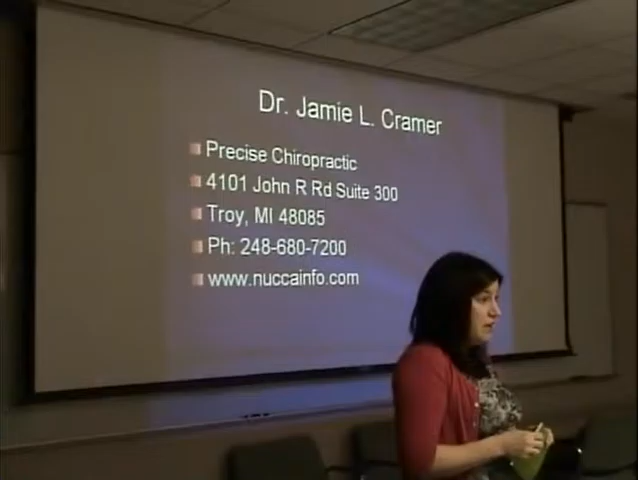 Dr. Jamie L. Cramer
Precise Chiropractic
4101 John R Rd Suite 300
Troy, MI 48085
Ph: 248-680-7200
www.nuccainfo.com